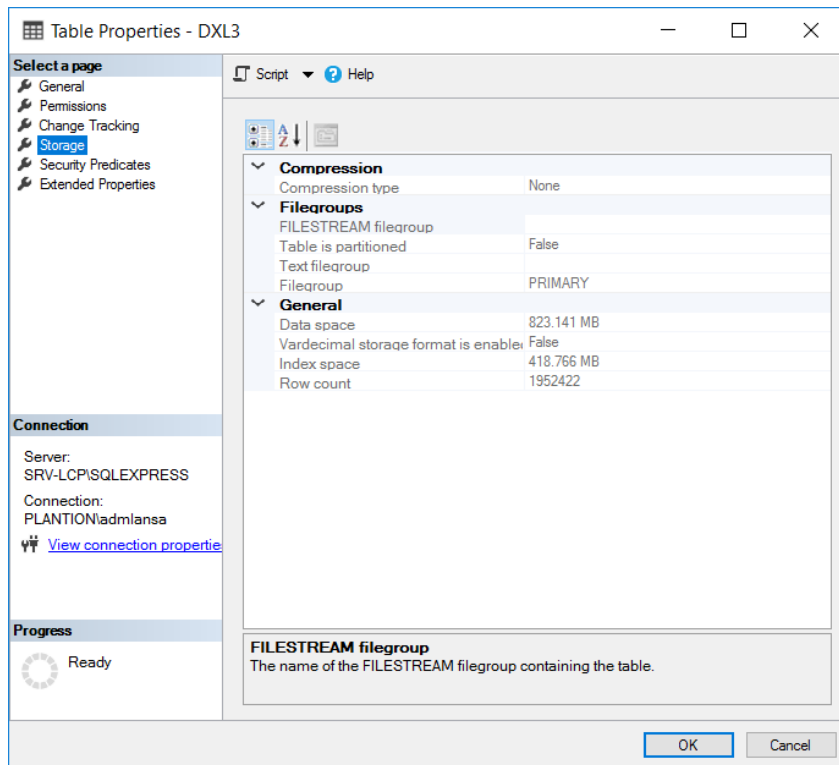 Table Properties - DXL3
Select a page
General
Permissions
Change Tracking
Storage
Security Predicates
Extended Properties
Script
Help
Compression
Compression type None
Filegroups
FILESTREAM filegroup
Table is partitioned False
Text filegroup
Filegroup PRIMARY
General
Data space 823.141 MB
Vardecimal storage format is enabled False
Index space 418.766 MB
Row count 1952422
Connection
Server:
SRV-LCP\SQLEXPRESS
Connection:
PLANTION\admlansa
View connection propertie
Progress
Ready
FILESTREAM filegroup
The name of the FILESTREAM filegroup containing the table.
OK Cancel